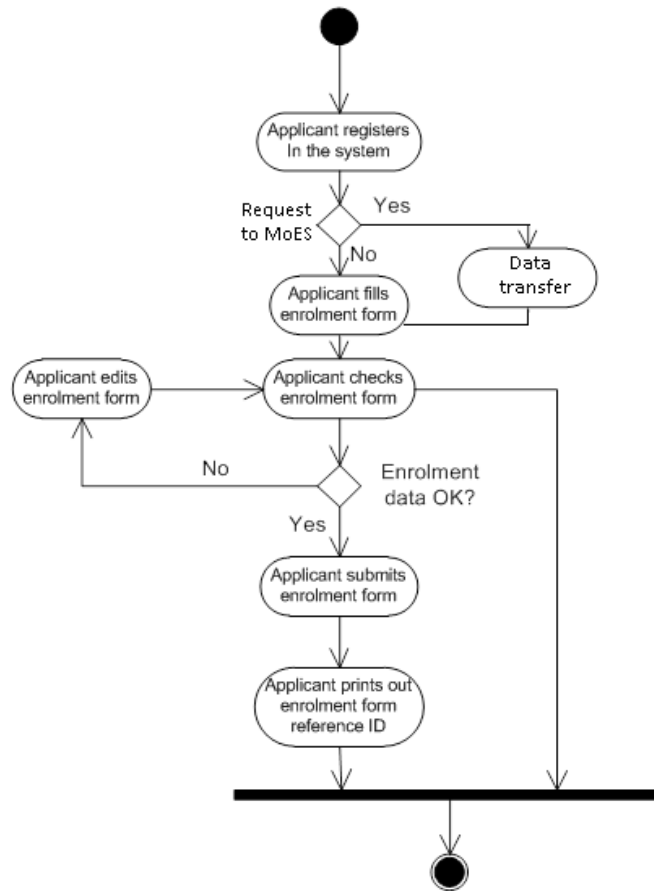 Applicant registers
In the system
Request
to MoES
Yes
No
Data
transfer
Applicant fills
enrolment form
Applicant edits
enrolment form
Applicant checks
enrolment form
No
Enrolment
data OK?
Yes
Applicant submits
enrolment form
Applicant prints out
enrolment form
reference ID